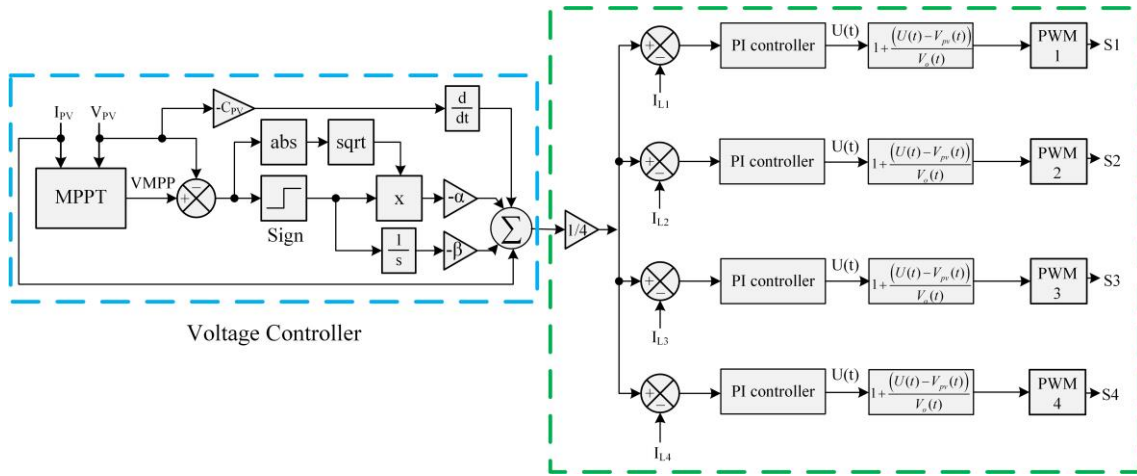 I_PV
V_PV
-C_PV
d
dt
abs
sqrt
MPPT
VMPP
−
+
Sign
x
-α
1
s
-β
Σ
1/4
Voltage Controller
+
−
I_L1
PI controller
U(t)
1+(U(t)−V_pv(t))
V_o(t)
PWM
1
S1
+
−
I_L2
PI controller
U(t)
1+(U(t)−V_pv(t))
V_o(t)
PWM
2
S2
+
−
I_L3
PI controller
U(t)
1+(U(t)−V_pv(t))
V_o(t)
PWM
3
S3
+
−
I_L4
PI controller
U(t)
1+(U(t)−V_pv(t))
V_o(t)
PWM
4
S4